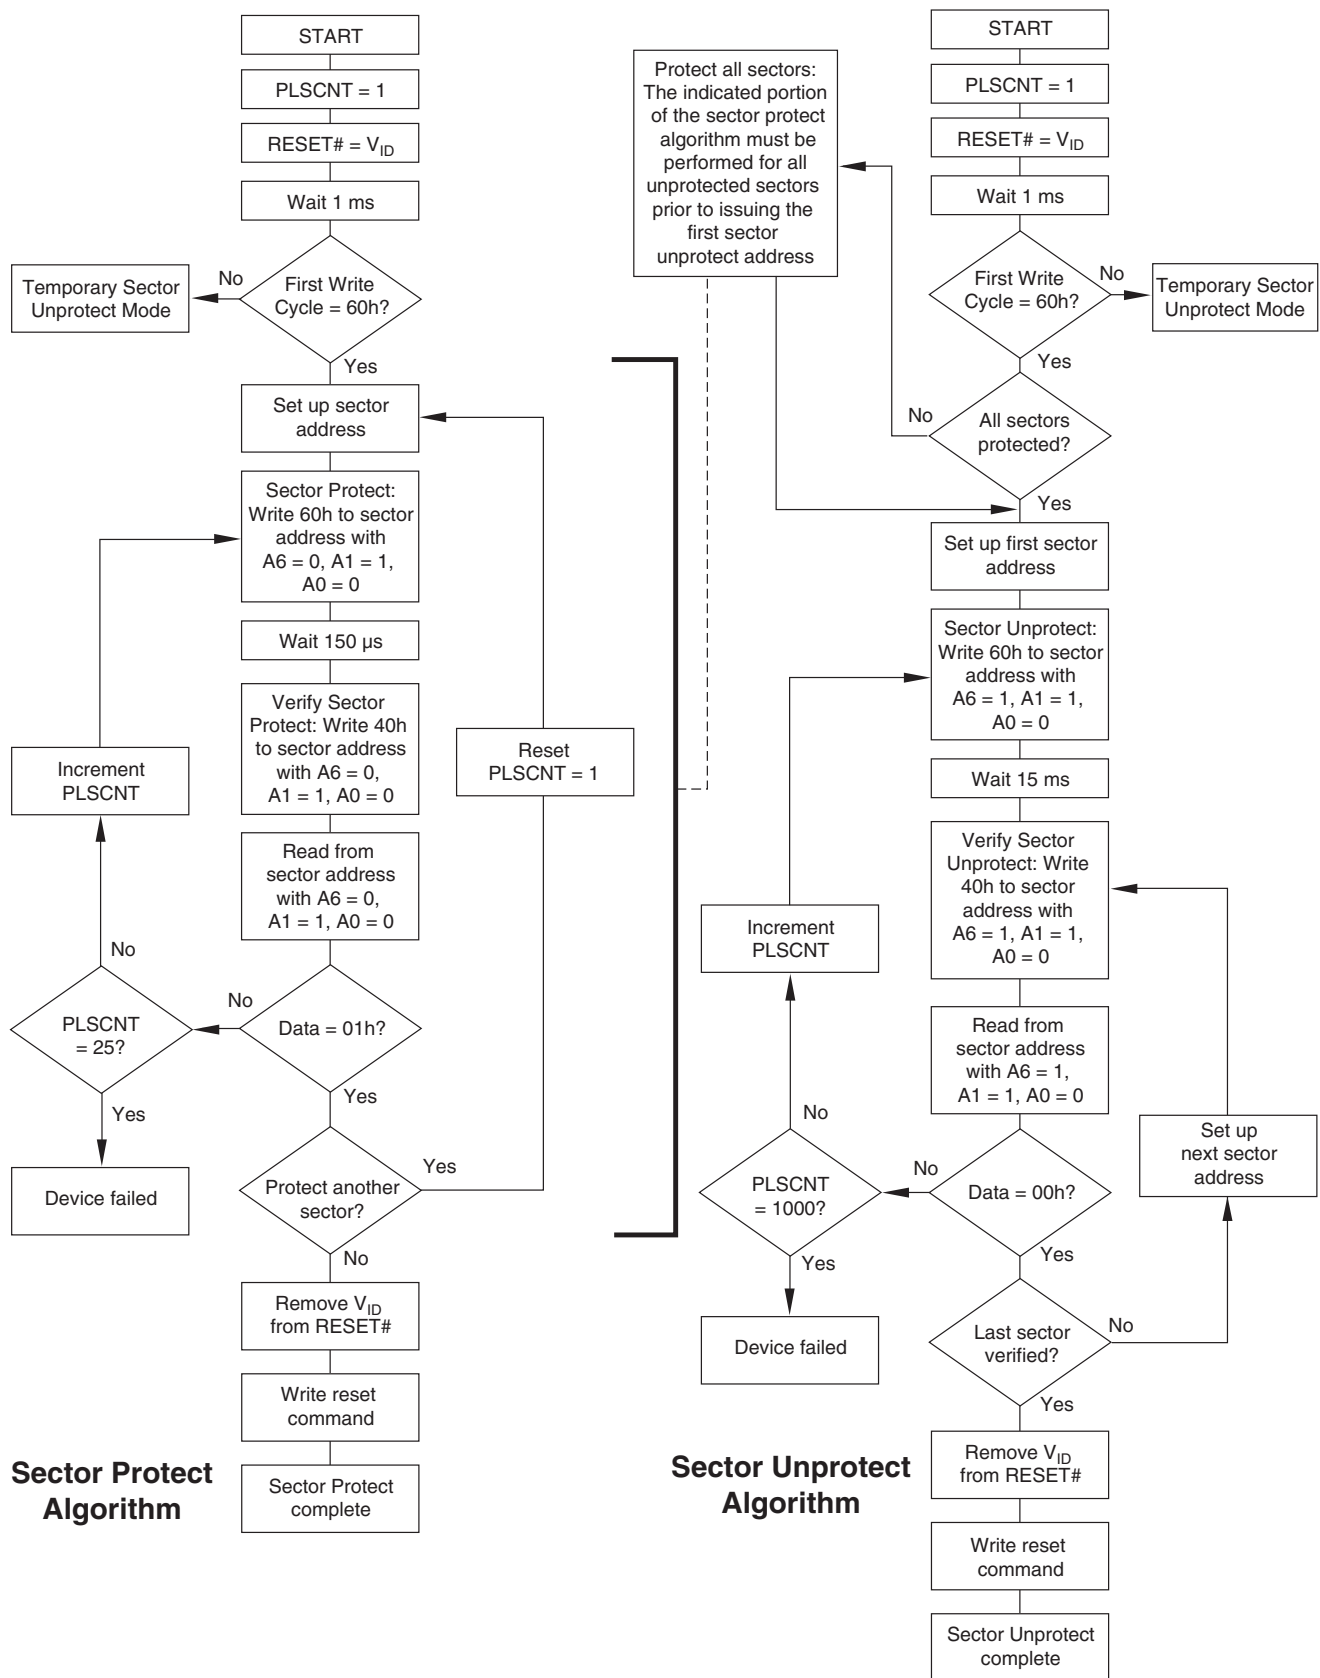 START
PLSCNT = 1
RESET# = VID
Wait 1 ms
First Write
Cycle = 60h?
No
Temporary Sector
Unprotect Mode
Yes
Set up sector
address
Sector Protect:
Write 60h to sector
address with
A6 = 0, A1 = 1,
A0 = 0
Wait 150 µs
Verify Sector
Protect: Write 40h
to sector address
with A6 = 0,
A1 = 1, A0 = 0
Reset
PLSCNT = 1
Increment
PLSCNT
Read from
sector address
with A6 = 0,
A1 = 1, A0 = 0
No
No
PLSCNT
= 25?
Data = 01h?
Yes
Yes
Device failed
Protect another
sector?
Yes
No
Remove VID
from RESET#
Write reset
command
Sector Protect
complete
Sector Protect
Algorithm
Protect all sectors:
The indicated portion
of the sector protect
algorithm must be
performed for all
unprotected sectors
prior to issuing the
first sector
unprotect address
START
PLSCNT = 1
RESET# = VID
Wait 1 ms
First Write
Cycle = 60h?
No
Temporary Sector
Unprotect Mode
Yes
No
All sectors
protected?
Yes
Set up first sector
address
Sector Unprotect:
Write 60h to sector
address with
A6 = 1, A1 = 1,
A0 = 0
Wait 15 ms
Verify Sector
Unprotect: Write
40h to sector
address with
A6 = 1, A1 = 1,
A0 = 0
Increment
PLSCNT
Read from
sector address
with A6 = 1,
A1 = 1, A0 = 0
No
No
PLSCNT
= 1000?
Data = 00h?
Set up
next sector
address
Yes
Yes
Device failed
Last sector
verified?
No
Yes
Remove VID
from RESET#
Write reset
command
Sector Unprotect
complete
Sector Unprotect
Algorithm